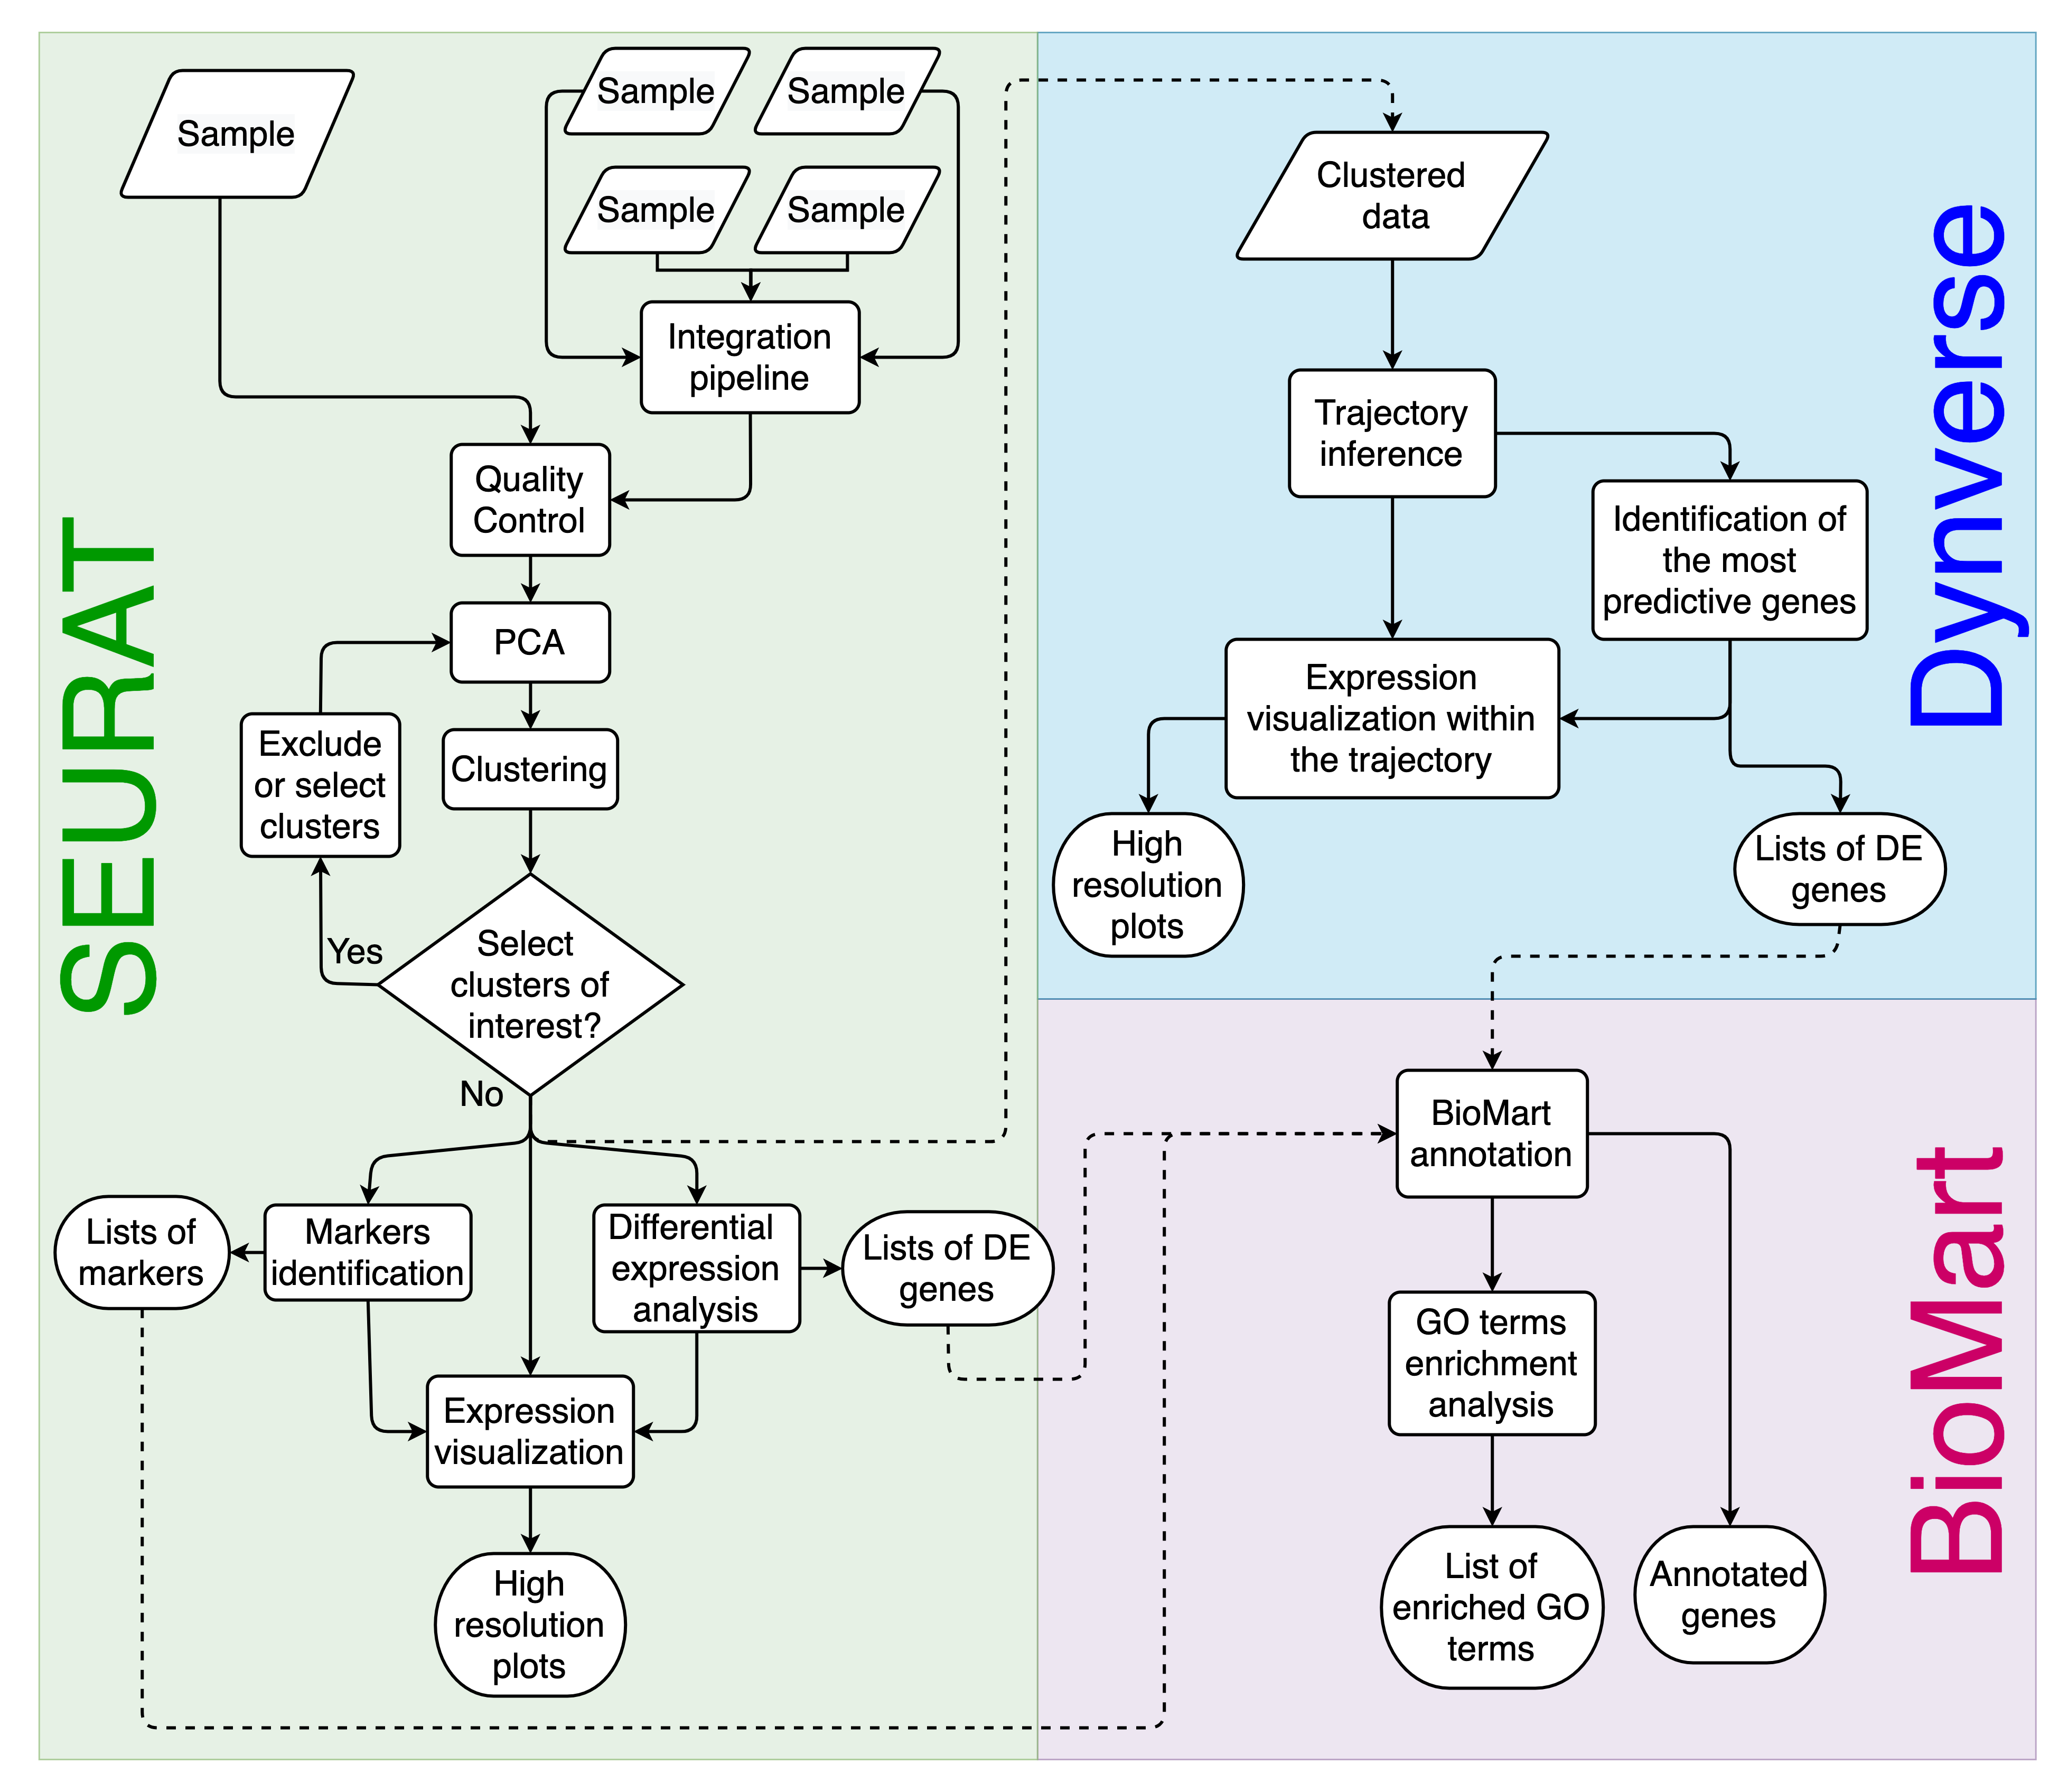 SEURAT
Sample
Sample
Sample
Sample
Sample
Integration
pipeline
Quality
Control
PCA
Clustering
Exclude
or select
clusters
Select
clusters of
interest?
Yes
No
Lists of
markers
Markers
identification
Differential
expression
analysis
Lists of DE
genes
Expression
visualization
High
resolution
plots
Dynverse
Clustered
data
Trajectory
inference
Identification of
the most
predictive genes
Expression
visualization within
the trajectory
High
resolution
plots
Lists of DE
genes
BioMart
BioMart
annotation
GO terms
enrichment
analysis
List of
enriched GO
terms
Annotated
genes